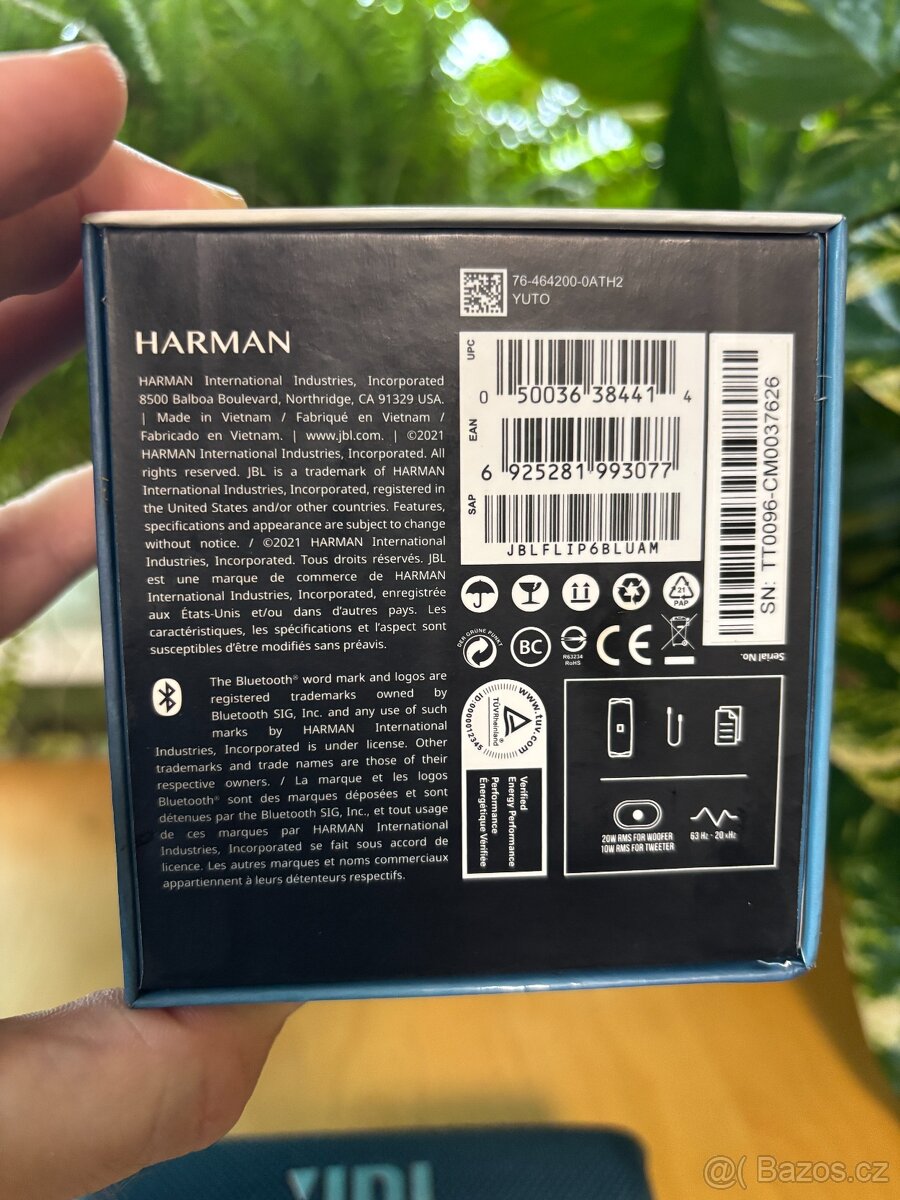 76-464200-0ATH2
YUTO
HARMAN
HARMAN International Industries, Incorporated
8500 Balboa Boulevard, Northridge, CA 91329 USA.
| Made in Vietnam / Fabriqué en Vietnam /
Fabricado en Vietnam. | www.jbl.com. | ©2021
HARMAN International Industries, Incorporated. All
rights reserved. JBL is a trademark of HARMAN
International Industries, Incorporated, registered in
the United States and/or other countries. Features,
specifications and appearance are subject to change
without notice. / ©2021 HARMAN International
Industries, Incorporated. Tous droits réservés. JBL
est une marque de commerce de HARMAN
International Industries, Incorporated, enregistrée
aux États-Unis et/ou dans d'autres pays. Les
caractéristiques, les spécifications et l'aspect sont
susceptibles d'être modifiés sans préavis.
The Bluetooth® word mark and logos are
registered trademarks owned by
Bluetooth SIG, Inc. and any use of such
marks by HARMAN International
Industries, Incorporated is under license. Other
trademarks and trade names are those of their
respective owners. / La marque et les logos
Bluetooth® sont des marques déposées et sont
détenues par the Bluetooth SIG, Inc., et tout usage
de ces marques par HARMAN International
Industries, Incorporated se fait sous accord de
licence. Les autres marques et noms commerciaux
appartiennent à leurs détenteurs respectifs.
UPC
0 50036 38441 4
EAN
6 925281 993077
SAP
JBLFLIP6BLUAM
SN: TT0096-CM0037626
Serial No.
21
PAP
DER GRÜNE PUNKT
BC
R63234
RoHS
CE
www.tuv.com
ID:0000012345
TÜVRheinland
Verified
Energy Performance
Performance
Énergétique Vérifiée
20W RMS FOR WOOFER
10W RMS FOR TWEETER
63 Hz - 20 kHz
JBL
@( Bazos.cz